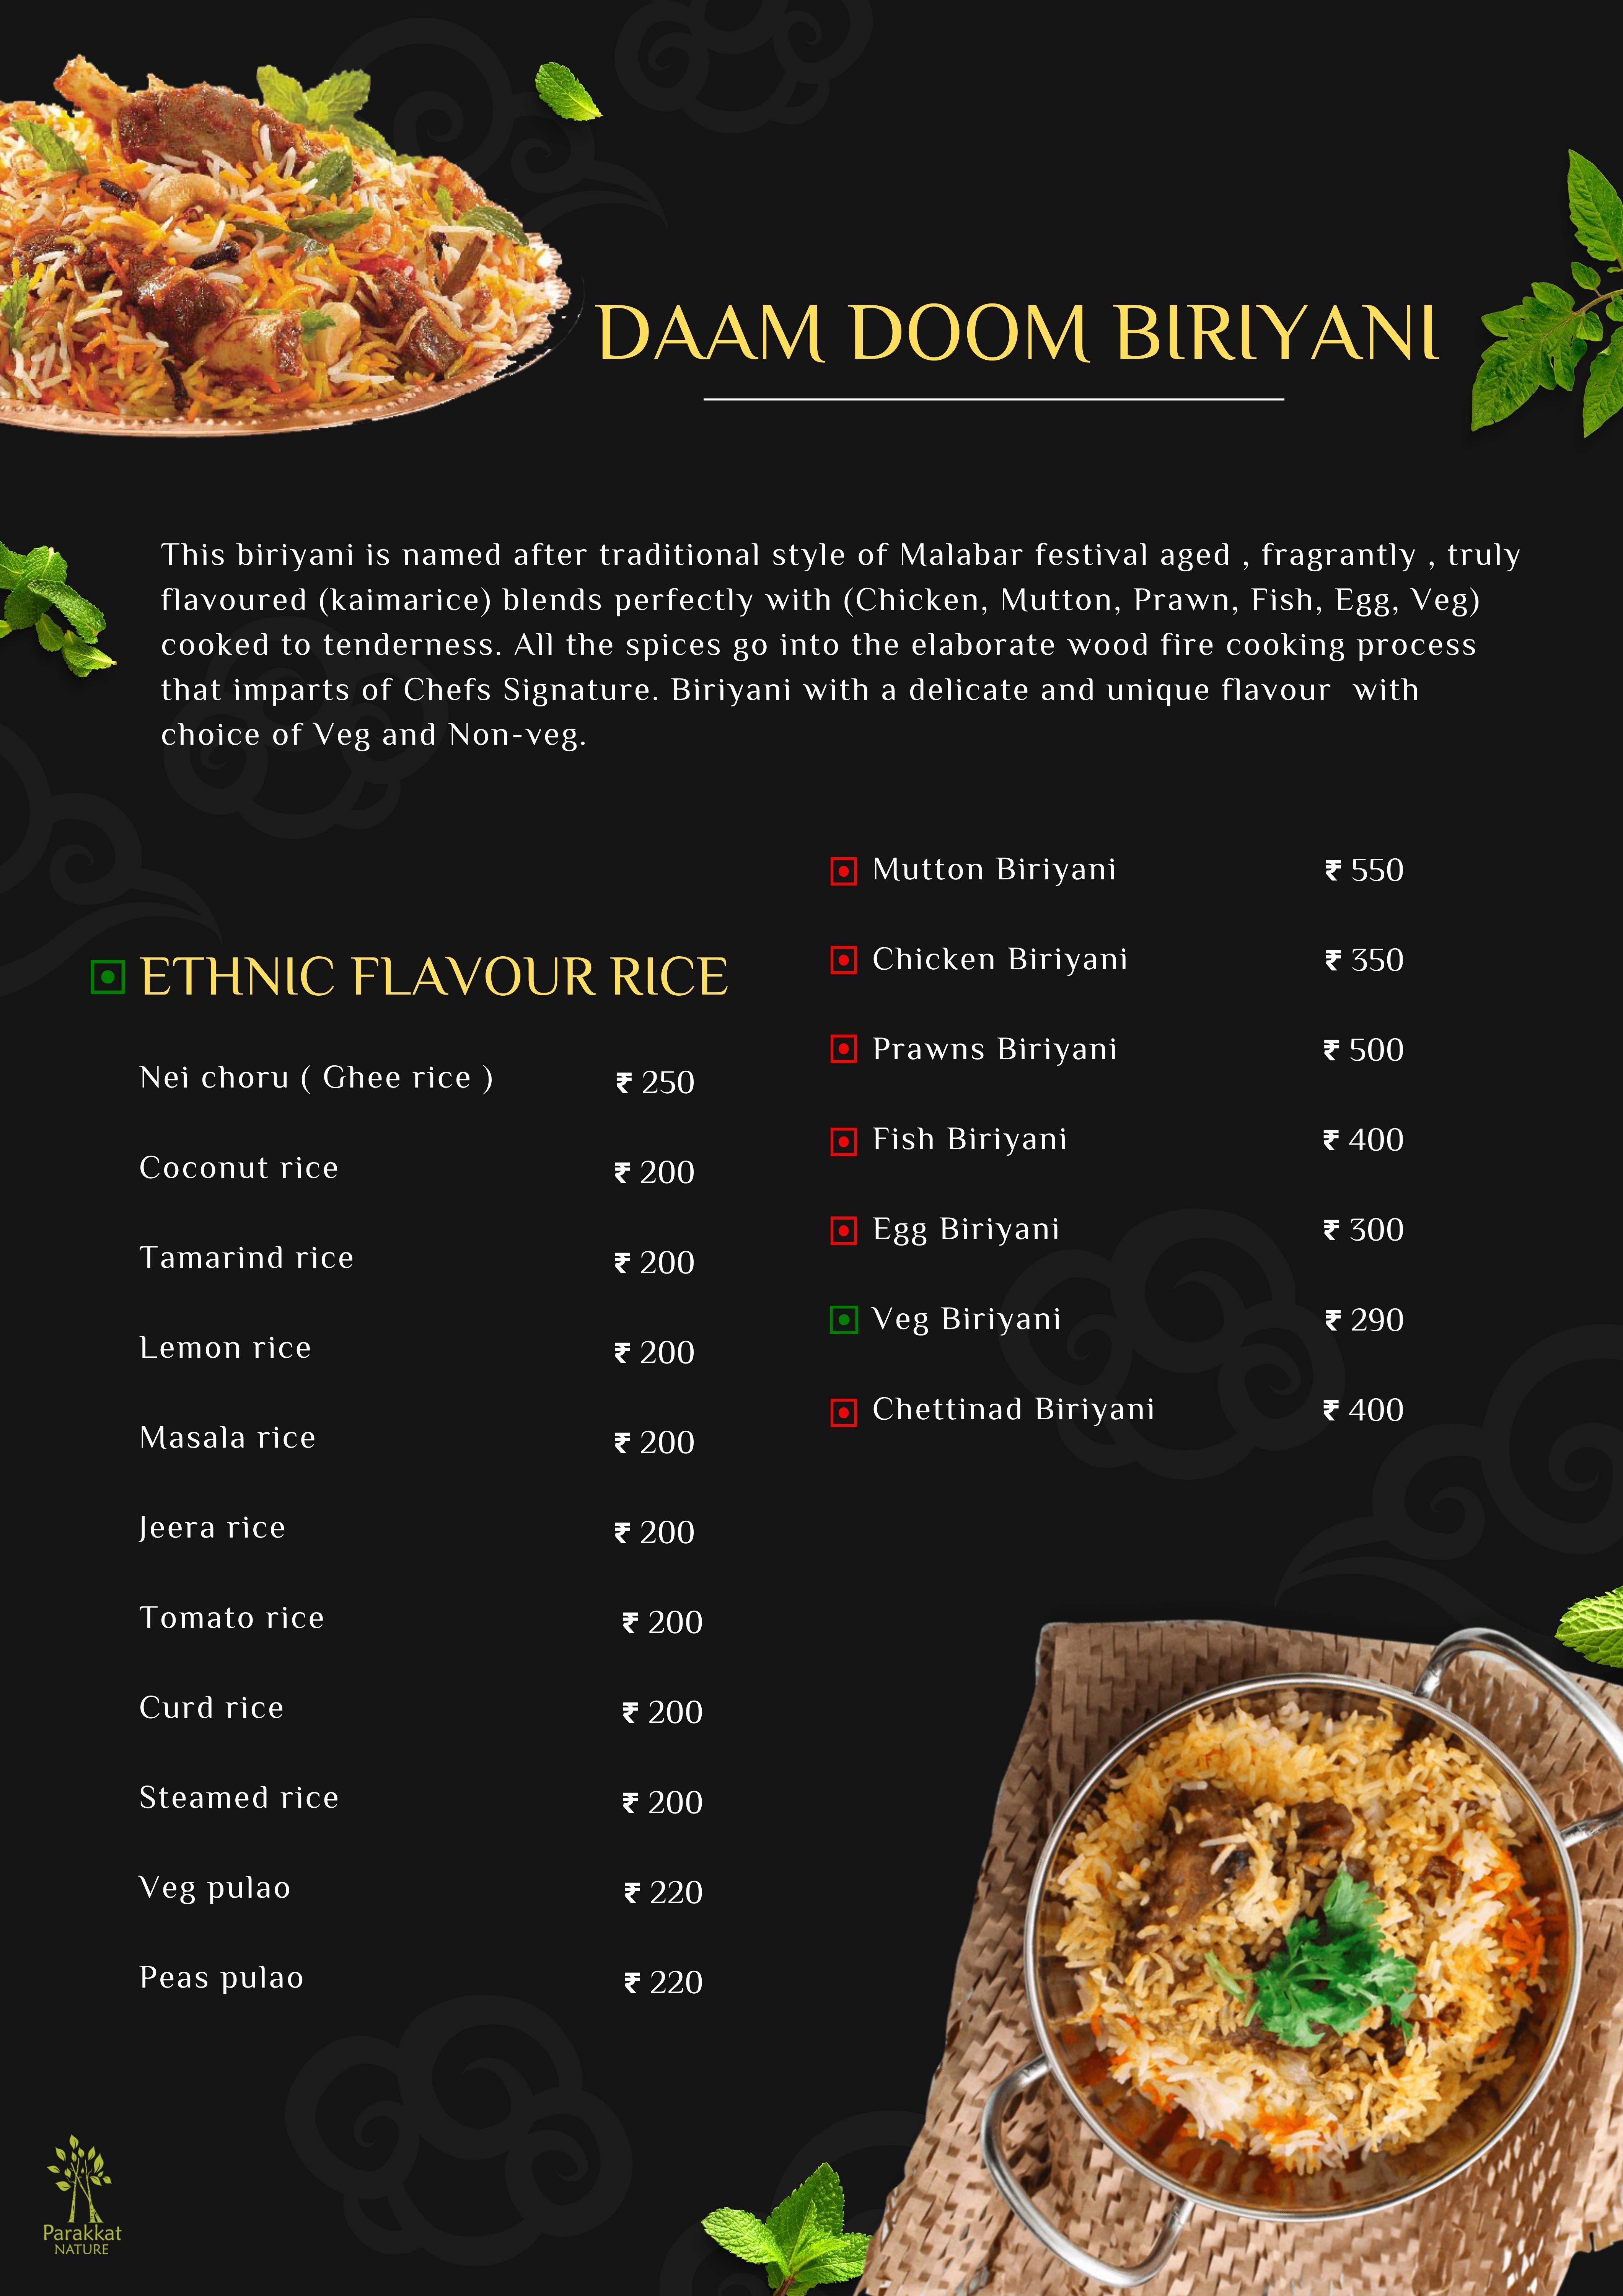 DAAM DOOM BIRIYANI
This biriyani is named after traditional style of Malabar festival aged , fragrantly , truly
flavoured (kaimarice) blends perfectly with (Chicken, Mutton, Prawn, Fish, Egg, Veg)
cooked to tenderness. All the spices go into the elaborate wood fire cooking process
that imparts of Chefs Signature. Biriyani with a delicate and unique flavour with
choice of Veg and Non-veg.
ETHNIC FLAVOUR RICE
Nei choru ( Ghee rice ) ₹ 250
Coconut rice ₹ 200
Tamarind rice ₹ 200
Lemon rice ₹ 200
Masala rice ₹ 200
Jeera rice ₹ 200
Tomato rice ₹ 200
Curd rice ₹ 200
Steamed rice ₹ 200
Veg pulao ₹ 220
Peas pulao ₹ 220
Mutton Biriyani ₹ 550
Chicken Biriyani ₹ 350
Prawns Biriyani ₹ 500
Fish Biriyani ₹ 400
Egg Biriyani ₹ 300
Veg Biriyani ₹ 290
Chettinad Biriyani ₹ 400
Parakkat
NATURE